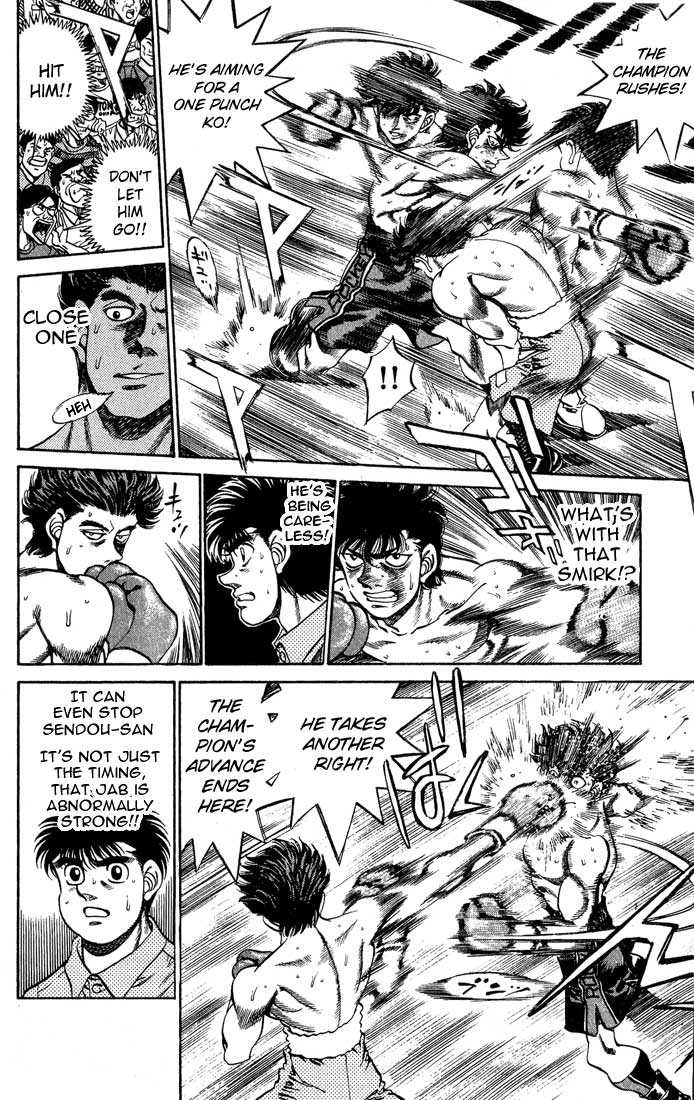 THE
CHAMPION
RUSHES!
HE'S AIMING
FOR A
ONE PUNCH
KO!
HIT
HIM!!
DON'T
LET
HIM
GO!!
!!
CLOSE
ONE
HEH
WHAT'S
WITH
THAT
SMIRK!?
HE'S
BEING
CARE-
LESS!
HE TAKES
ANOTHER
RIGHT!
THE
CHAM-
PION'S
ADVANCE
ENDS
HERE!
IT CAN
EVEN STOP
SENDOU-SAN
IT'S NOT JUST
THE TIMING,
THAT JAB IS
ABNORMALLY
STRONG!!